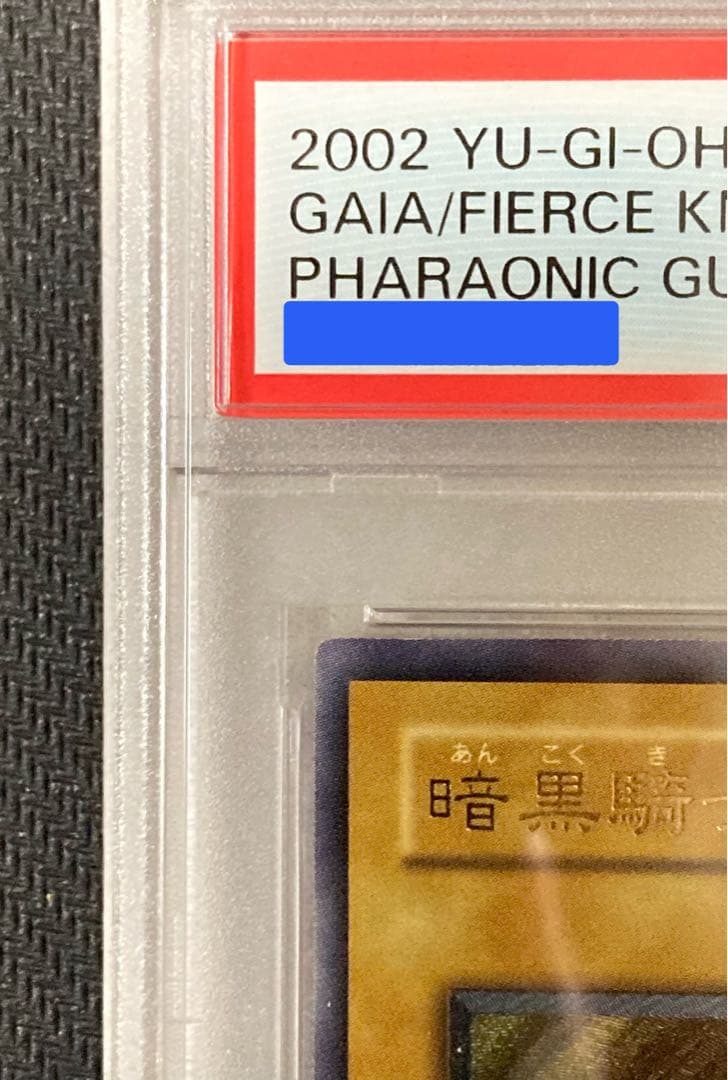 2002 YU-GI-OH
GAIA/FIERCE KN
PHARAONIC GU
あん こく き
暗黒騎